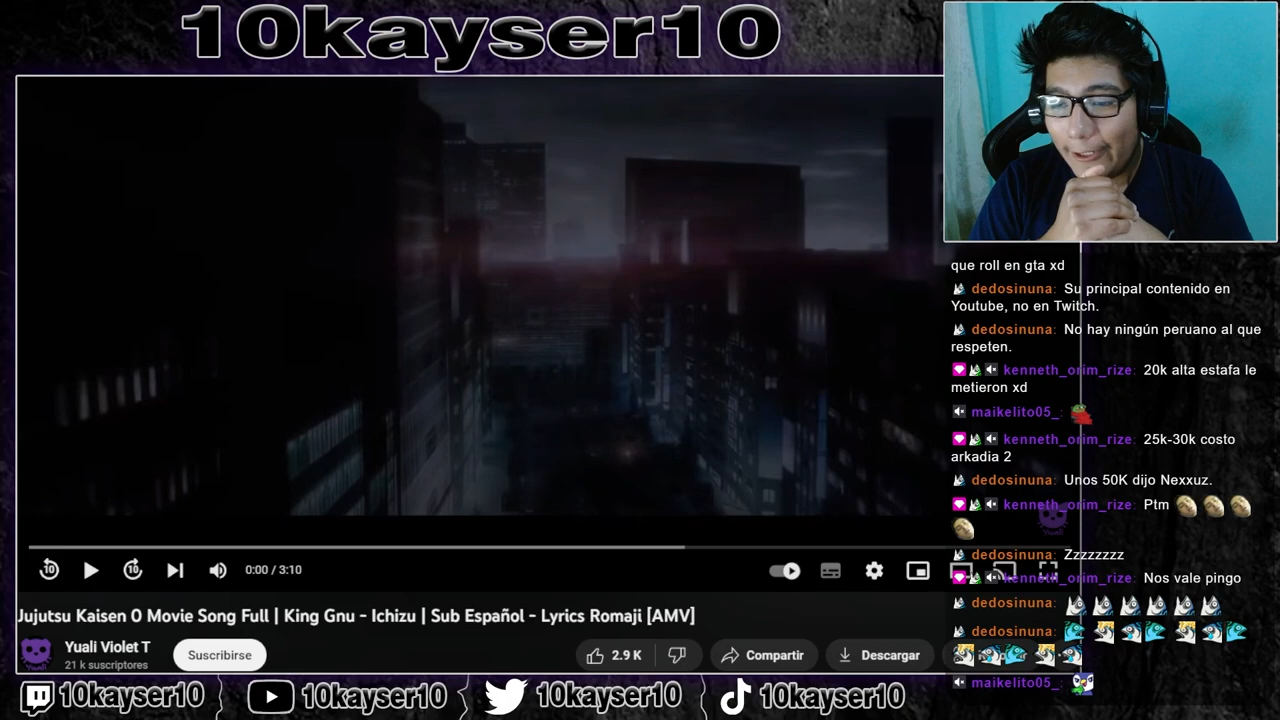 10kayser10
que roll en gta xd
dedosinuna: Su principal contenido en
Youtube, no en Twitch.
dedosinuna: No hay ningún peruano al que
respeten.
kenneth_orim_rize: 20k alta estafa le
metieron xd
maikelito05_:
kenneth_orim_rize: 25k-30k costo
arkadia 2
dedosinuna: Unos 50K dijo Nexxuz.
kenneth_orim_rize: Ptm
Yuali
dedosinuna: Zzzzzzzz
kenneth_orim_rize: Nos vale pingo
dedosinuna:
dedosinuna:
maikelito05_:
10
10
0:00 / 3:10
Jujutsu Kaisen 0 Movie Song Full | King Gnu - Ichizu | Sub Español - Lyrics Romaji [AMV]
Yuali
Yuali Violet T
21 k suscriptores
Suscribirse
2.9 K
Compartir
Descargar
10kayser10
10kayser10
10kayser10
10kayser10